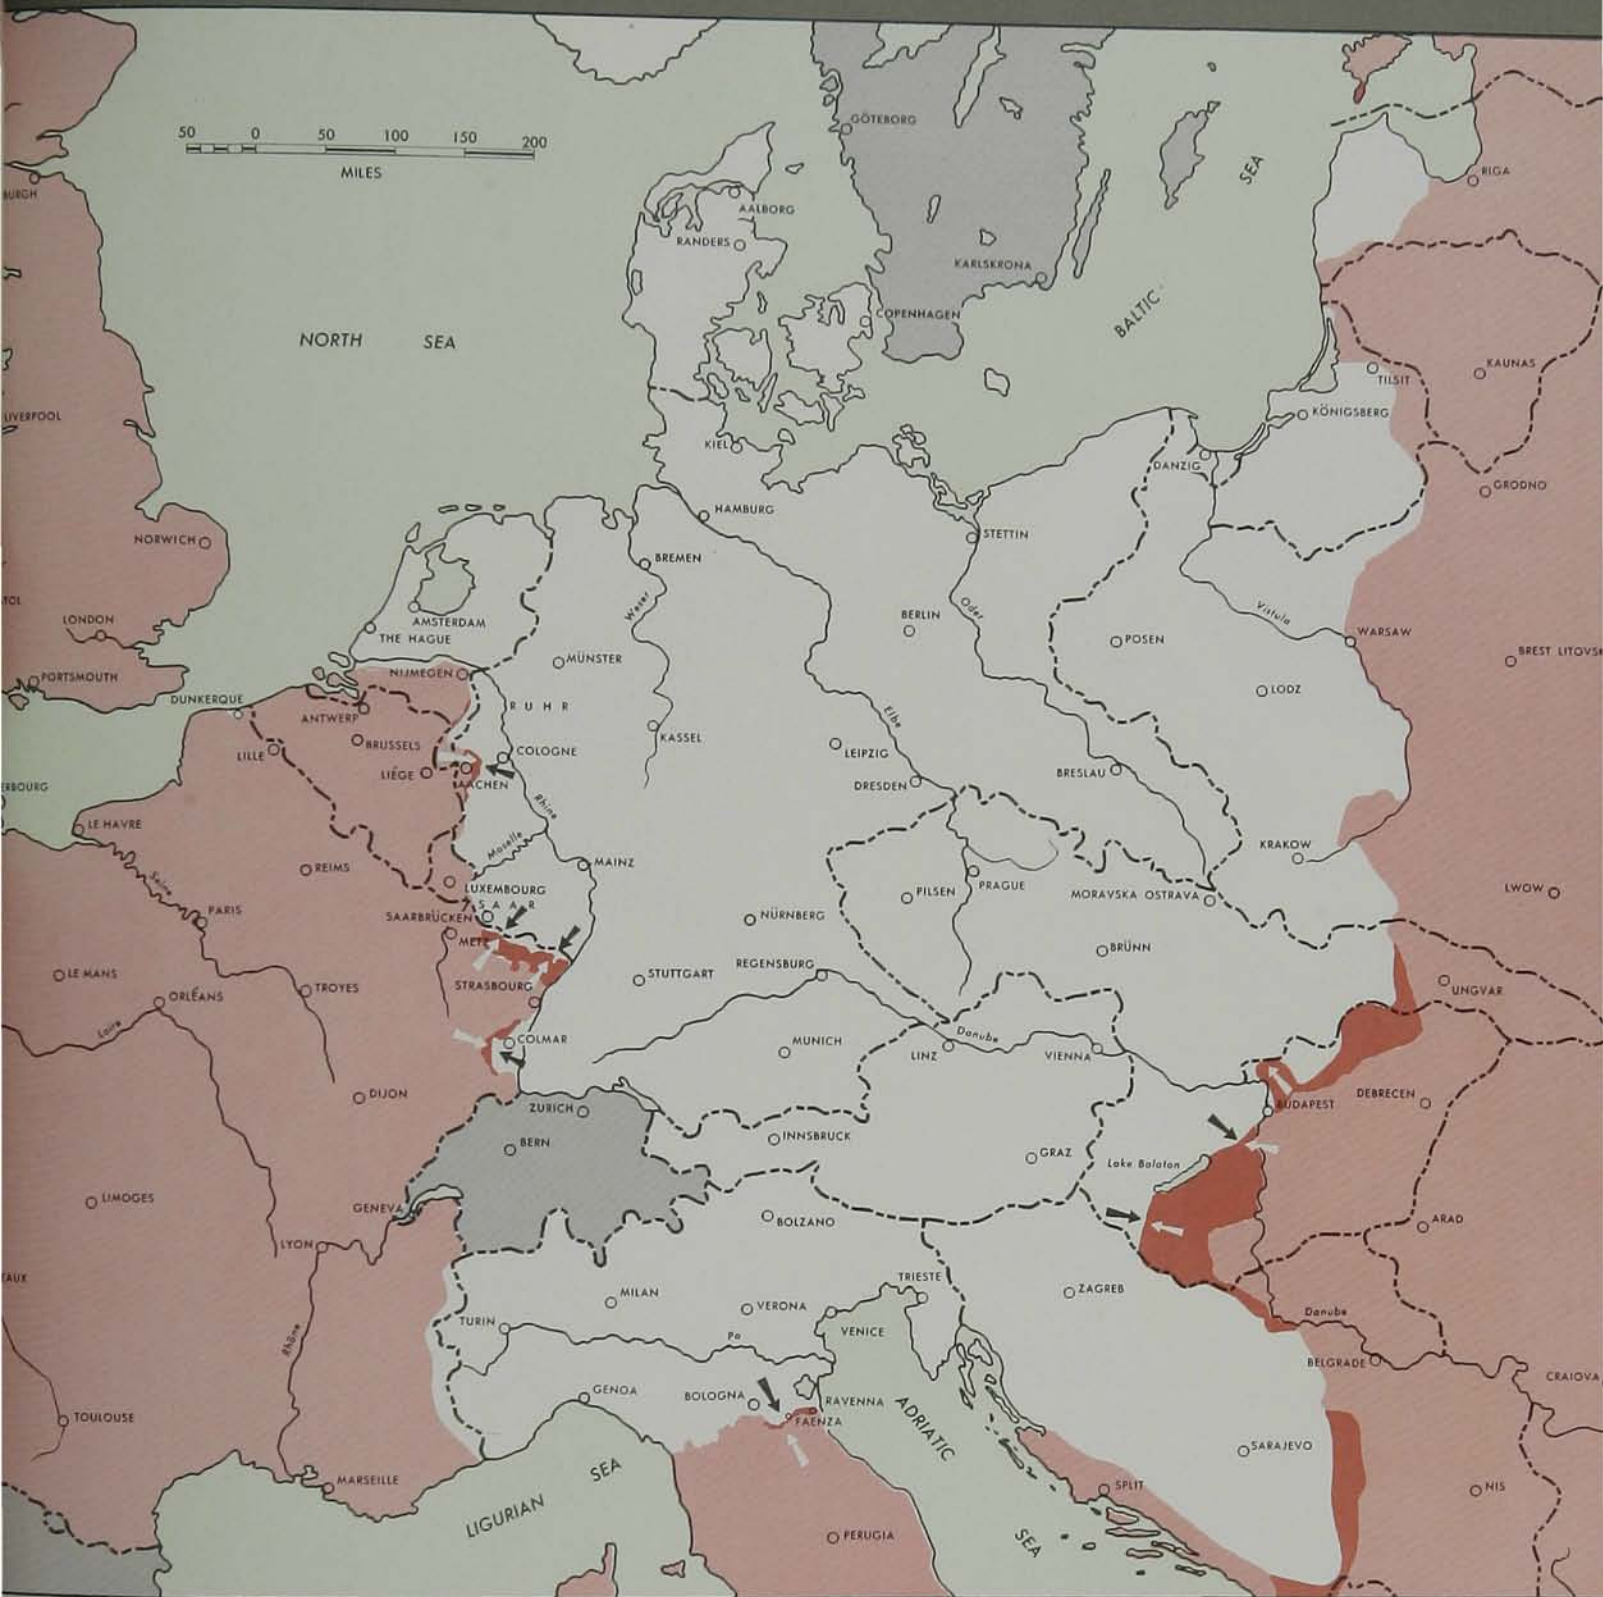 50 0 50 100 150 200
MILES
GÖTEBORG
SEA
RIGA
BURGH
AALBORG
RANDERS
KARLSKRONA
BALTIC
COPENHAGEN
NORTH SEA
KAUNAS
TILSIT
LIVERPOOL
KÖNIGSBERG
KIEL
DANZIG
GRODNO
HAMBURG
STETTIN
NORWICH
BREMEN
Weser
TOL
LONDON
AMSTERDAM
THE HAGUE
BERLIN
Oder
Vistula
WARSAW
POSEN
BREST LITOVSK
MÜNSTER
NIJMEGEN
PORTSMOUTH
DUNKERQUE
LODZ
ANTWERP
RUHR
Elbe
BRUSSELS
KASSEL
LILLE
COLOGNE
LEIPZIG
LIÉGE
AACHEN
BRESLAU
DRESDEN
ERBOURG
Rhine
LE HAVRE
Moselle
KRAKOW
MAINZ
REIMS
Seine
LUXEMBOURG
PILSEN
PRAGUE
MORAVSKA OSTRAVA
LWOW
SAAR
PARIS
SAARBRÜCKEN
NÜRNBERG
METZ
BRÜNN
LE MANS
STUTTGART
REGENSBURG
TROYES
STRASBOURG
UNGVAR
ORLÉANS
Loire
Danube
COLMAR
MUNICH
LINZ
VIENNA
DIJON
ZURICH
BUDAPEST
DEBRECEN
BERN
INNSBRUCK
GRAZ
Lake Balaton
LIMOGES
GENEVA
BOLZANO
ARAD
LYON
EAUX
TRIESTE
MILAN
VERONA
ZAGREB
Danube
TURIN
Po
VENICE
Rhône
BELGRADE
CRAIOVA
GENOA
BOLOGNA
RAVENNA
TOULOUSE
FAENZA
ADRIATIC
SARAJEVO
SEA
MARSEILLE
SPLIT
NIS
LIGURIAN
PERUGIA
SEA